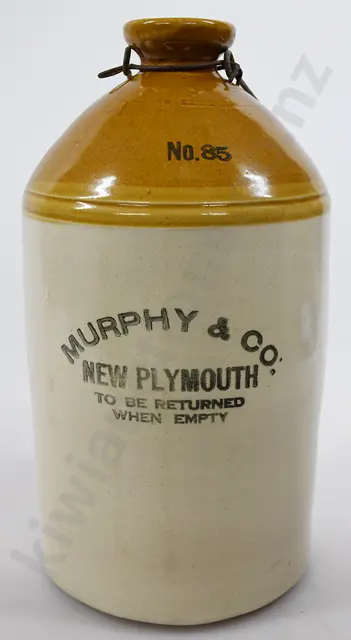 No.85
MURPHY & CO.
NEW PLYMOUTH
TO BE RETURNED
WHEN EMPTY